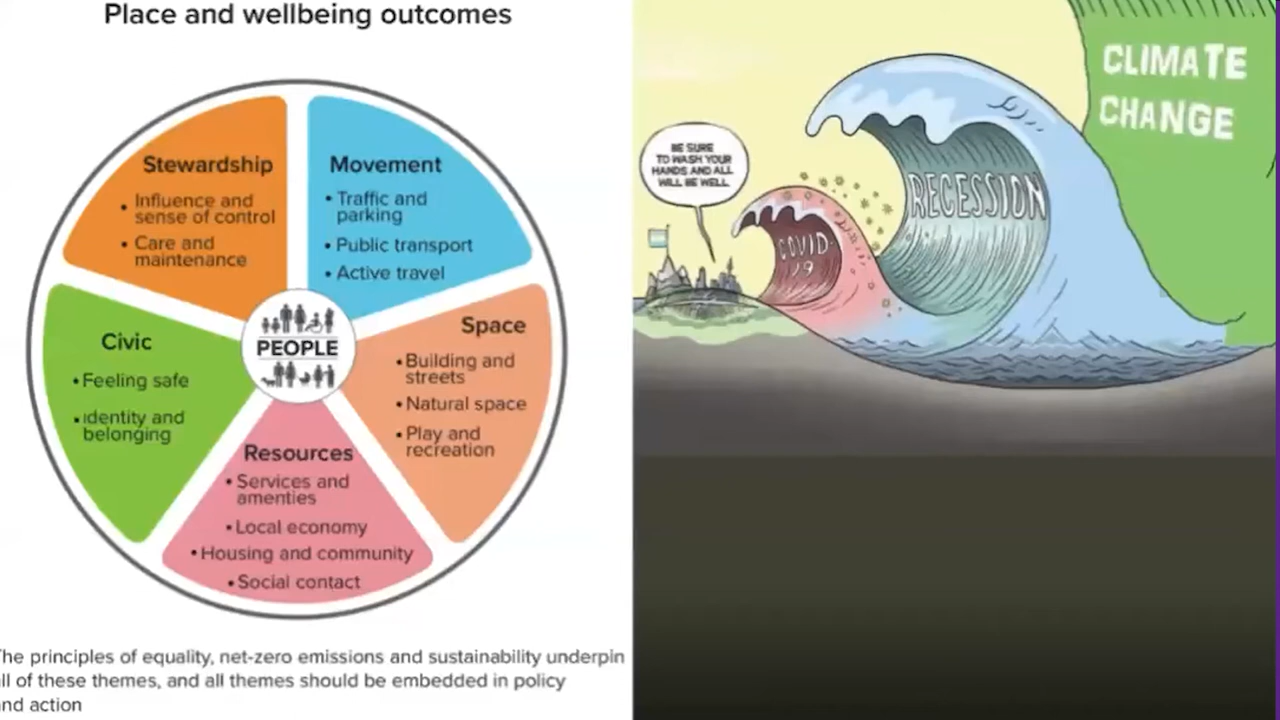 Place and wellbeing outcomes
Stewardship
• Influence and
sense of control
• Care and
maintenance
Movement
• Traffic and
parking
• Public transport
• Active travel
Civic
• Feeling safe
• Identity and
belonging
PEOPLE
Space
• Building and
streets
• Natural space
• Play and
recreation
Resources
• Services and
amenties
• Local economy
• Housing and community
• Social contact
he principles of equality, net-zero emissions and sustainability underpin
ll of these themes, and all themes should be embedded in policy
nd action
BE SURE
TO WASH YOUR
HANDS AND ALL
WILL BE WELL.
COVID-
19
RECESSION
CLIMATE
CHANGE